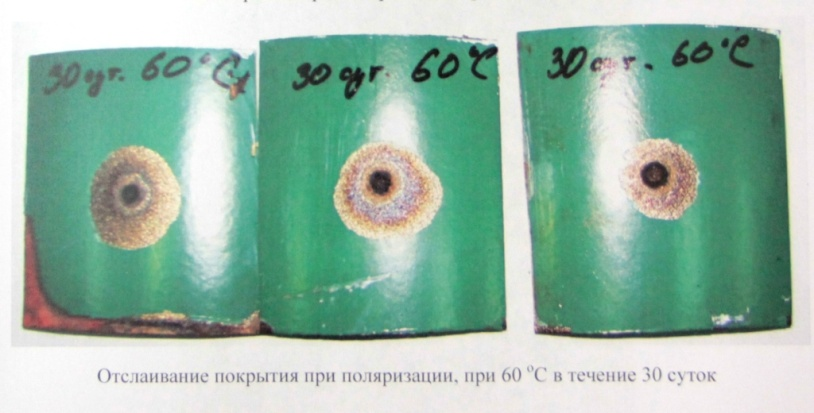 30 сут. 60°C
30 сут. 60°C
30 сут. 60°C
Отслаивание покрытия при поляризации, при 60 °C в течение 30 суток